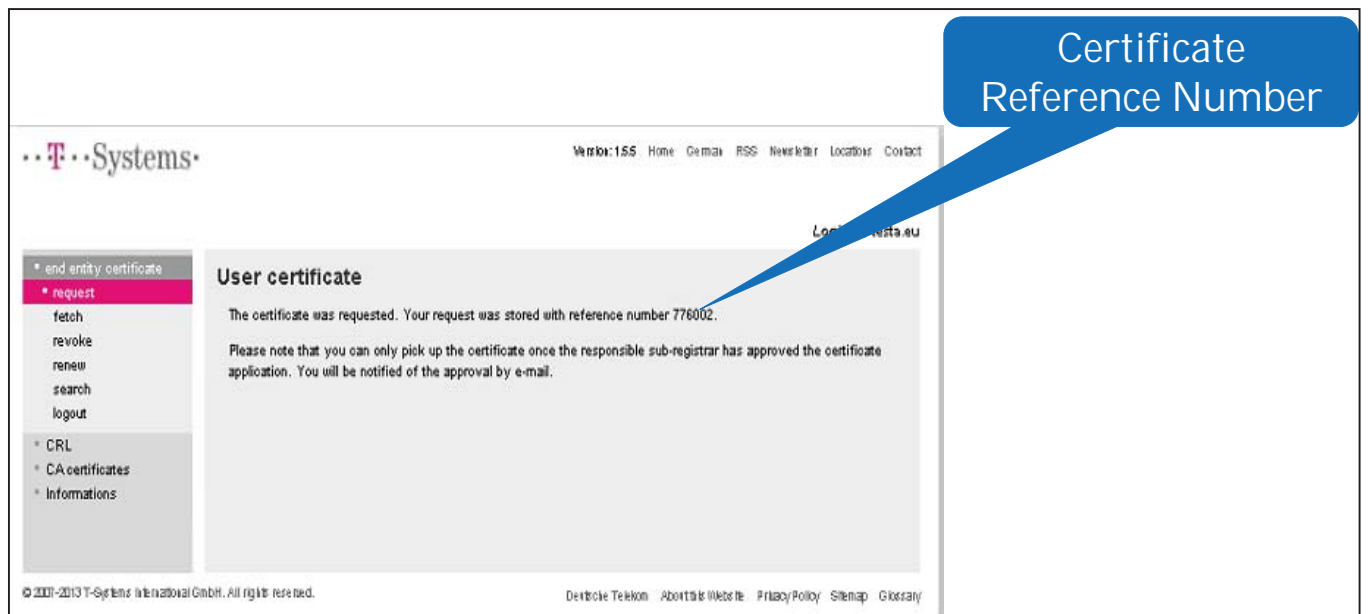 Certificate
Reference Number
··T··Systems·
Version: 1.5.5 Home German RSS Newsletter Locations Contact
esta.eu
end entity certificate
request
fetch
revoke
renew
search
logout
CRL
CA certificates
Informations
User certificate
The certificate was requested. Your request was stored with reference number 776002.
Please note that you can only pick up the certificate once the responsible sub-registrar has approved the certificate
application. You will be notified of the approval by e-mail.
© 2007-2013 T-Systems International GmbH. All rights reserved.
Deutsche Telekom About this Website Privacy Policy Sitemap Glossary